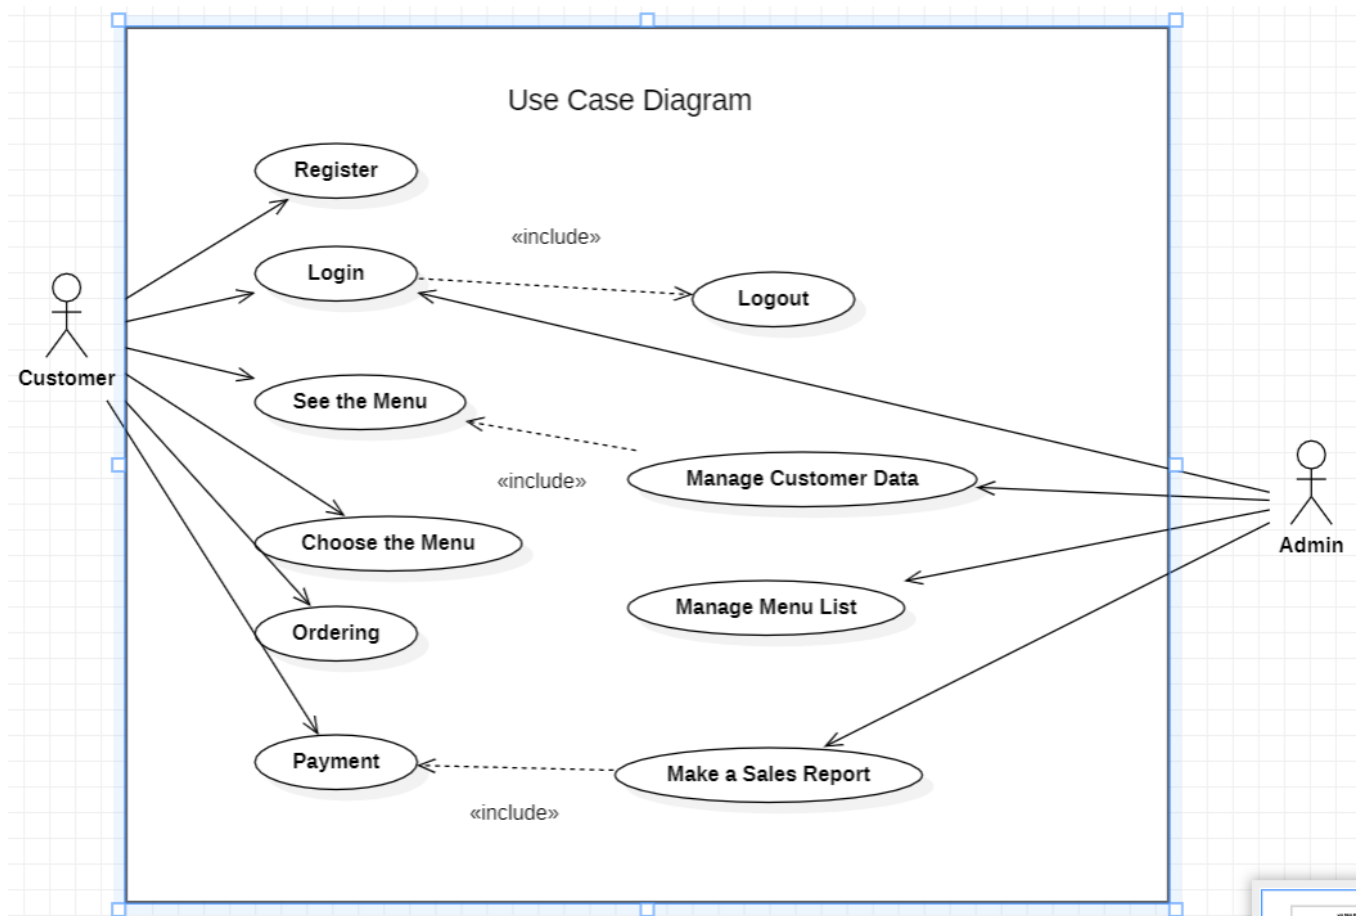 Use Case Diagram
Register
«include»
Login
Logout
Customer
See the Menu
«include»
Manage Customer Data
Choose the Menu
Admin
Manage Menu List
Ordering
Payment
Make a Sales Report
«include»